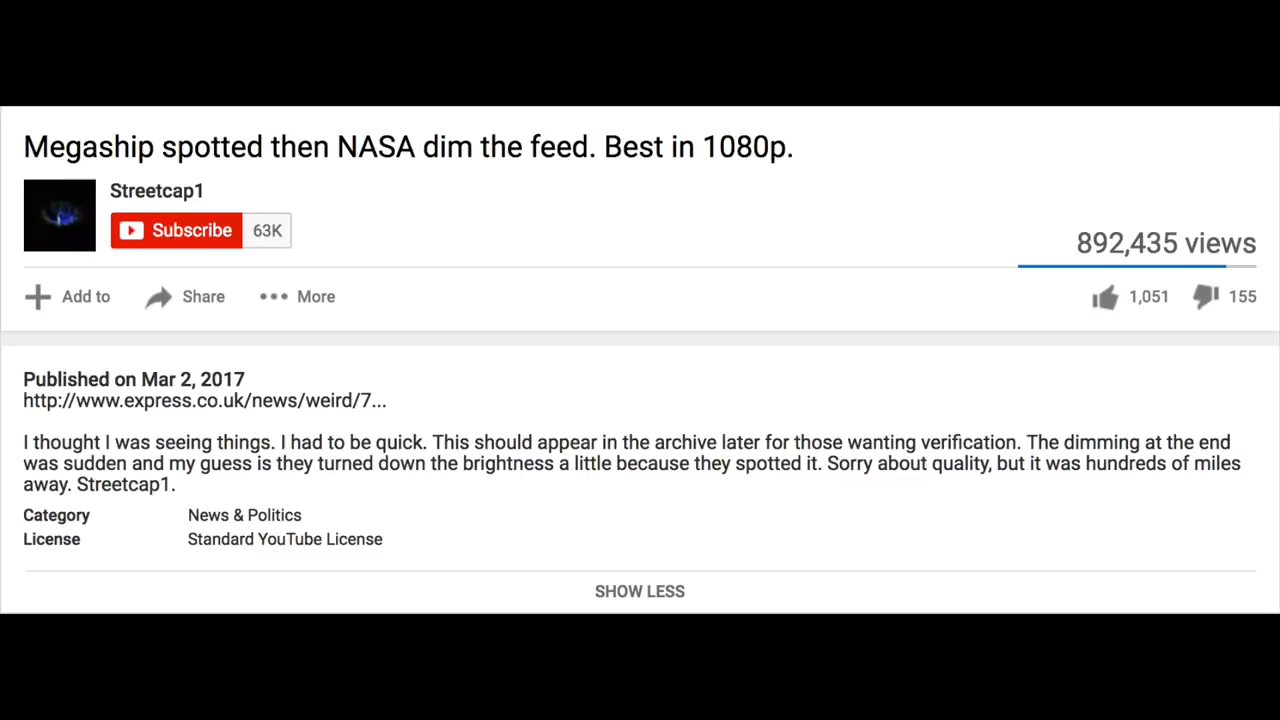 Megaship spotted then NASA dim the feed. Best in 1080p.
Streetcap1
Subscribe 63K
892,435 views
Add to Share More 1,051 155
Published on Mar 2, 2017
http://www.express.co.uk/news/weird/7...
I thought I was seeing things. I had to be quick. This should appear in the archive later for those wanting verification. The dimming at the end
was sudden and my guess is they turned down the brightness a little because they spotted it. Sorry about quality, but it was hundreds of miles
away. Streetcap1.
Category News & Politics
License Standard YouTube License
SHOW LESS